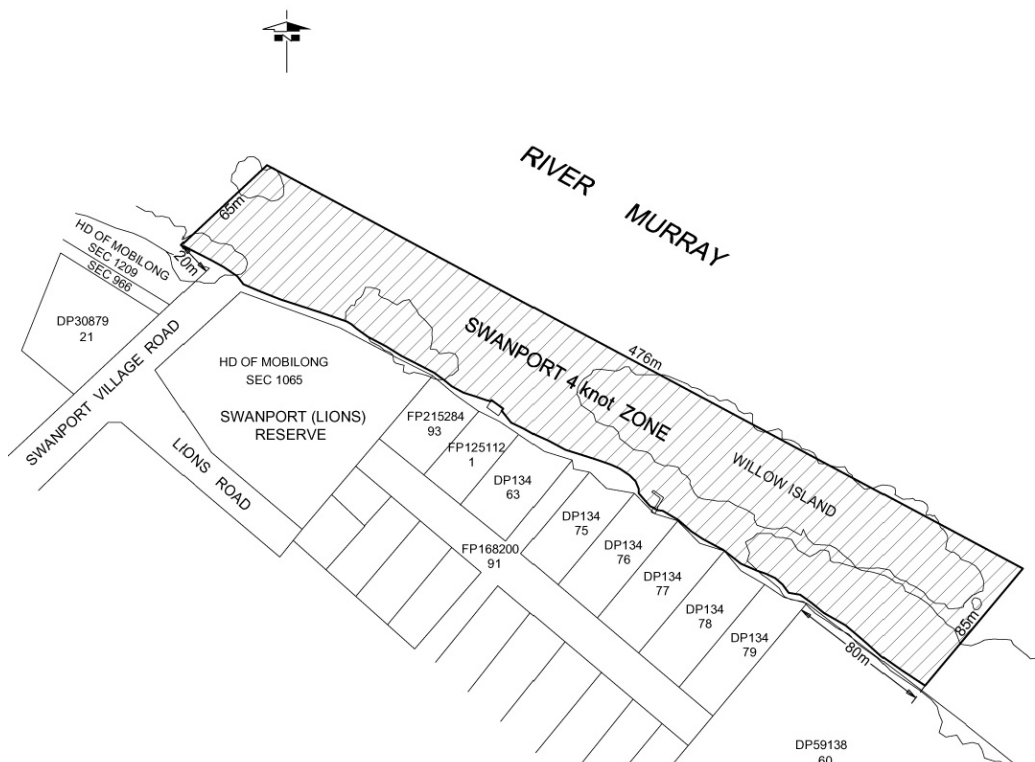 N
RIVER MURRAY
65m
20m
HD OF MOBILONG
SEC 1209
SEC 966
DP30879
21
SWANPORT VILLAGE ROAD
HD OF MOBILONG
SEC 1065
SWANPORT (LIONS)
RESERVE
LIONS ROAD
476m
SWANPORT 4 knot ZONE
WILLOW ISLAND
FP215284
93
FP125112
1
DP134
63
FP168200
91
DP134
75
DP134
76
DP134
77
DP134
78
DP134
79
85m
80m
DP59138
60